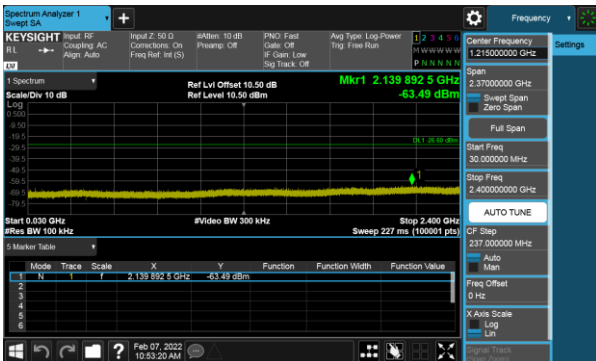 Spectrum Analyzer 1
Swept SA
+
Frequency
KEYSIGHT
RL
Input: RF
Coupling: AC
Align: Auto
Input Z: 50 Ω
Corrections: On
Freq Ref: Int (S)
#Atten: 10 dB
Preamp: Off
PNO: Fast
Gate: Off
IF Gain: Low
Sig Track: Off
Avg Type: Log-Power
Trig: Free Run
1 2 3 4 5 6
M W W W W W
P N N N N N
1 Spectrum
Scale/Div 10 dB
Log
Ref Lvl Offset 10.50 dB
Ref Level 10.50 dBm
Mkr1 2.139 892 5 GHz
-63.49 dBm
0.500
-9.50
-19.5
-29.5
-39.5
-49.5
-59.5
-69.5
-79.5
1
Start 0.030 GHz
#Res BW 100 kHz
#Video BW 300 kHz
Stop 2.400 GHz
Sweep 227 ms (100001 pts)
5 Marker Table
Mode Trace Scale X Y Function Function Width Function Value
1 N 1 f 2.139 892 5 GHz -63.49 dBm
2
3
4
5
6
Feb 07, 2022
10:53:20 AM
Center Frequency
1.215000000 GHz
Span
2.37000000 GHz
Swept Span
Zero Span
Full Span
Start Freq
30.000000 MHz
Stop Freq
2.400000000 GHz
AUTO TUNE
CF Step
237.000000 MHz
Auto
Man
Freq Offset
0 Hz
X Axis Scale
Log
Lin
Signal Track
Settings